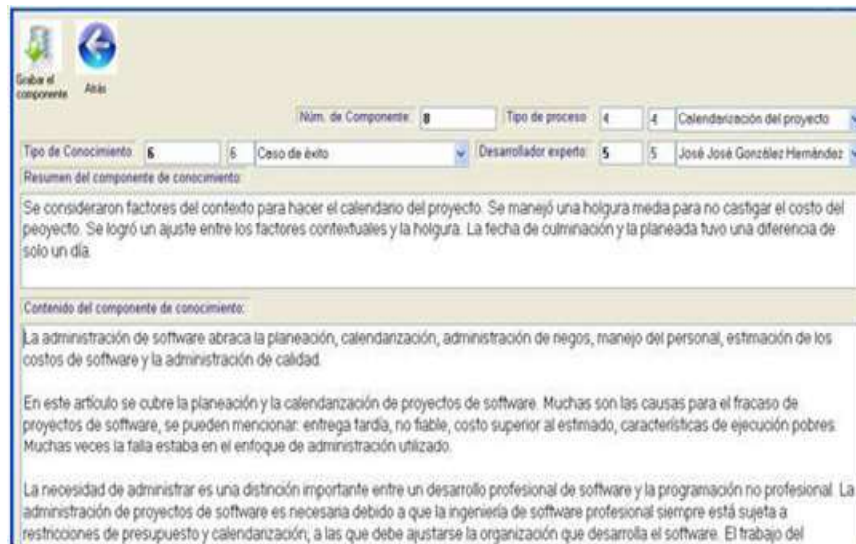 Grabar el
componente
Atrás
Núm. de Componente: 8 Tipo de proceso 4 4 Calendarización del proyecto
Tipo de Conocimiento 6 6 Caso de éxito Desarrollador experto: 5 5 José José González Hernández
Resumen del componente de conocimiento:
Se consideraron factores del contexto para hacer el calendario del proyecto. Se manejó una holgura media para no castigar el costo del
peoyecto. Se logró un ajuste entre los factores contextuales y la holgura. La fecha de culminación y la planeada tuvo una diferencia de
solo un día.
Contenido del componente de conocimiento:
La administración de software abraca la planeación, calendarización, administración de riegos, manejo del personal, estimación de los
costos de software y la administración de calidad.
En este artículo se cubre la planeación y la calendarización de proyectos de software. Muchas son las causas para el fracaso de
proyectos de software, se pueden mencionar: entrega tardía, no fiable, costo superior al estimado, características de ejecución pobres.
Muchas veces la falla estaba en el enfoque de administración utilizado.
La necesidad de administrar es una distinción importante entre un desarrollo profesional de software y la programación no profesional. La
administración de proyectos de software es necesaria debido a que la ingeniería de software profesional siempre está sujeta a
restricciones de presupuesto y calendarización, a las que debe ajustarse la organización que desarrolla el software. El trabajo del